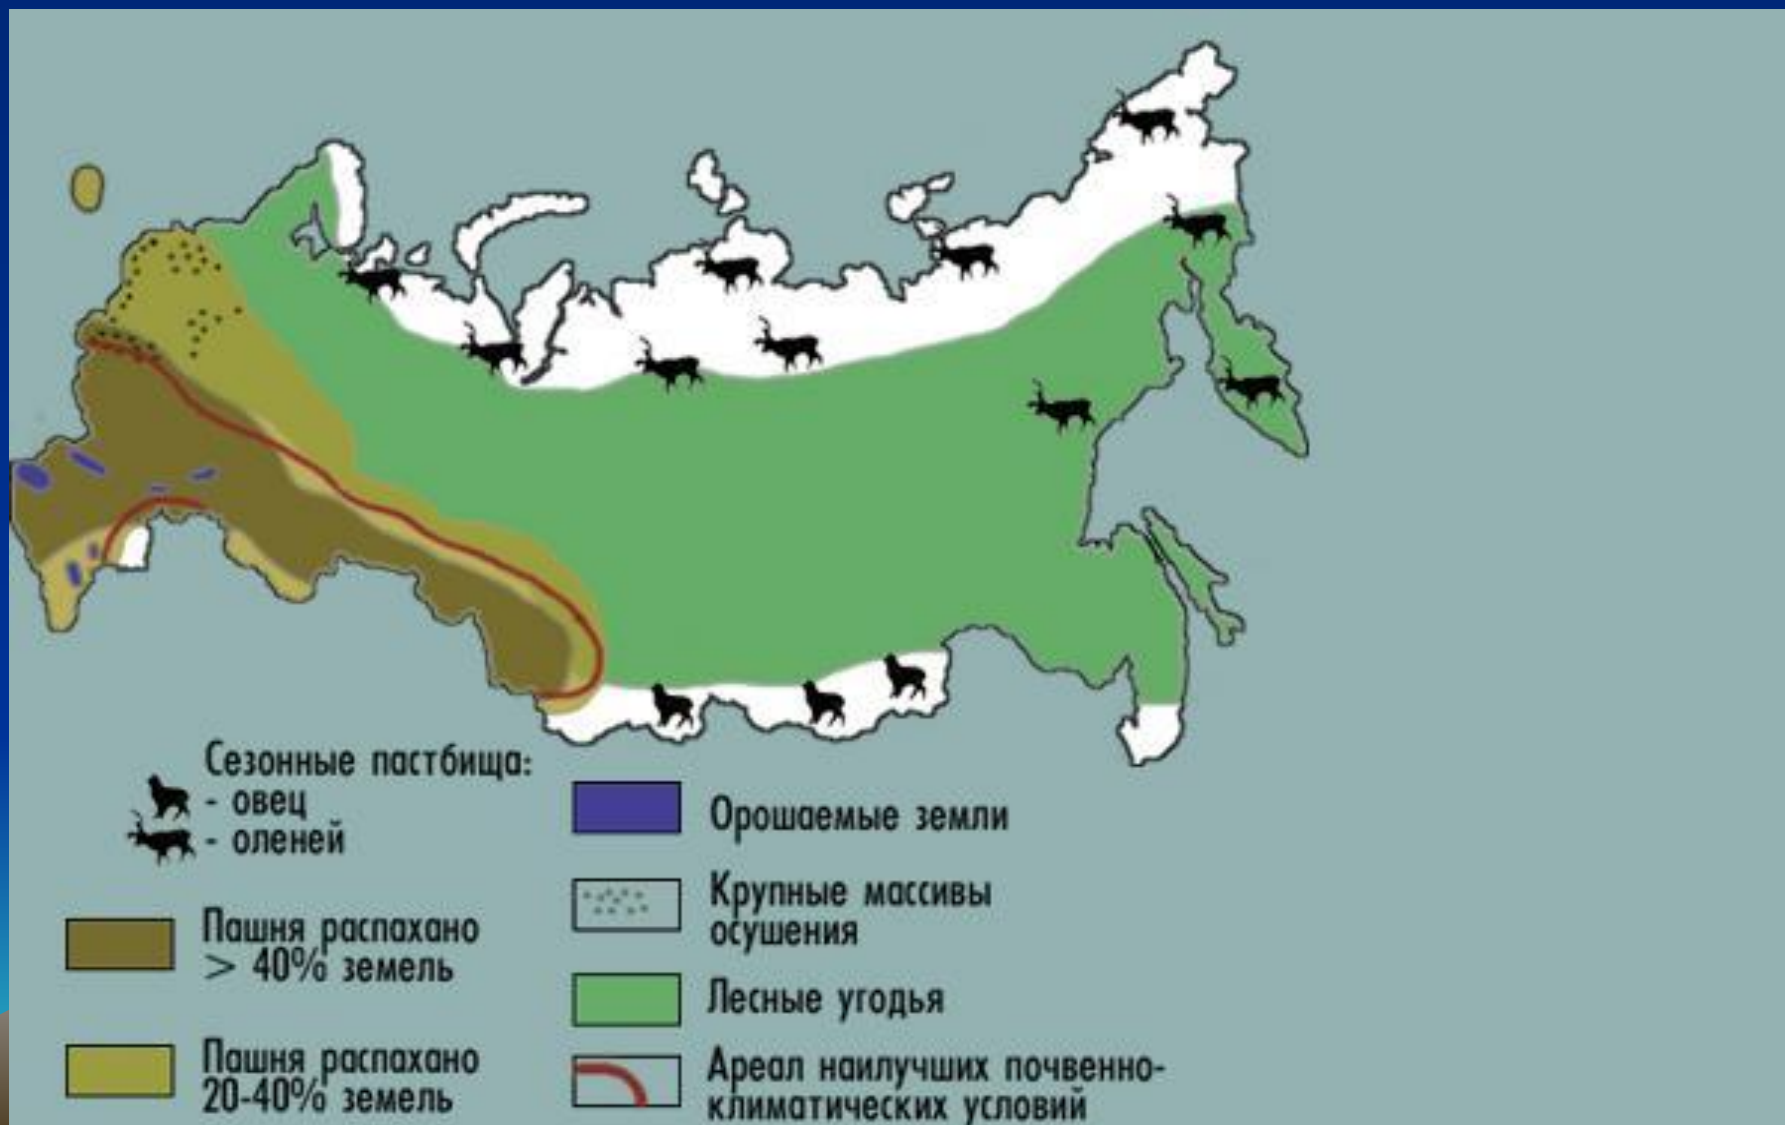 Сезонные пастбища:
- овец
- оленей
Пашня распахано
> 40% земель
Пашня распахано
20-40% земель
Орошаемые земли
Крупные массивы
осушения
Лесные угодья
Ареал наилучших почвенно-
климатических условий